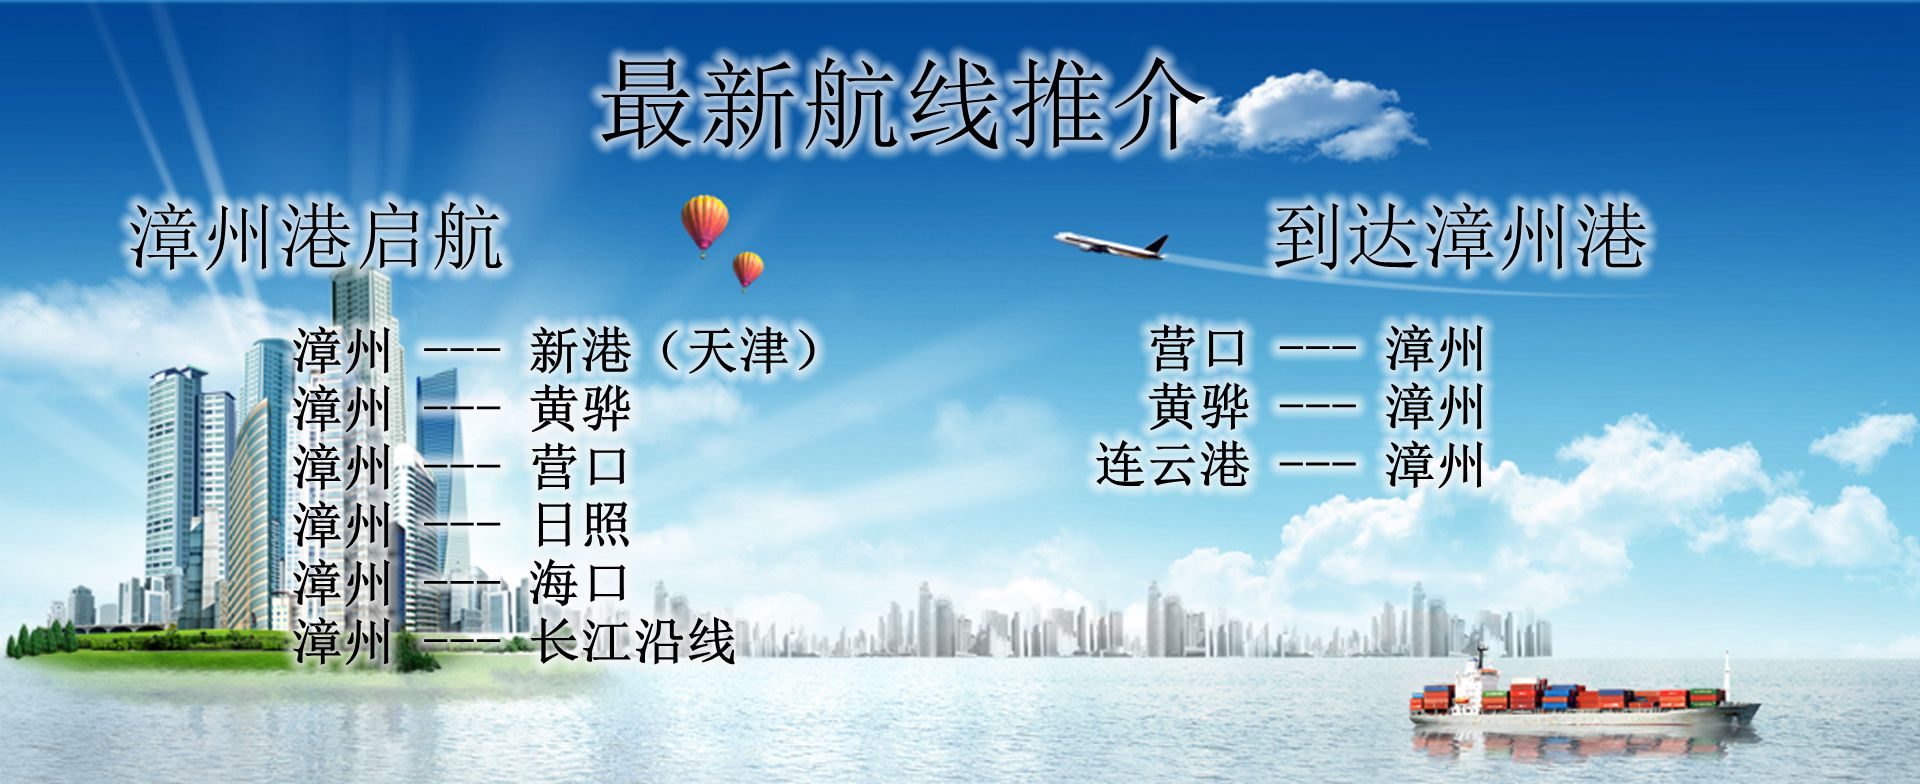 最新航线推介
漳州港启航
漳州 --- 新港（天津）
漳州 --- 黄骅
漳州 --- 营口
漳州 --- 日照
漳州 --- 海口
漳州 --- 长江沿线
到达漳州港
营口 --- 漳州
黄骅 --- 漳州
连云港 --- 漳州